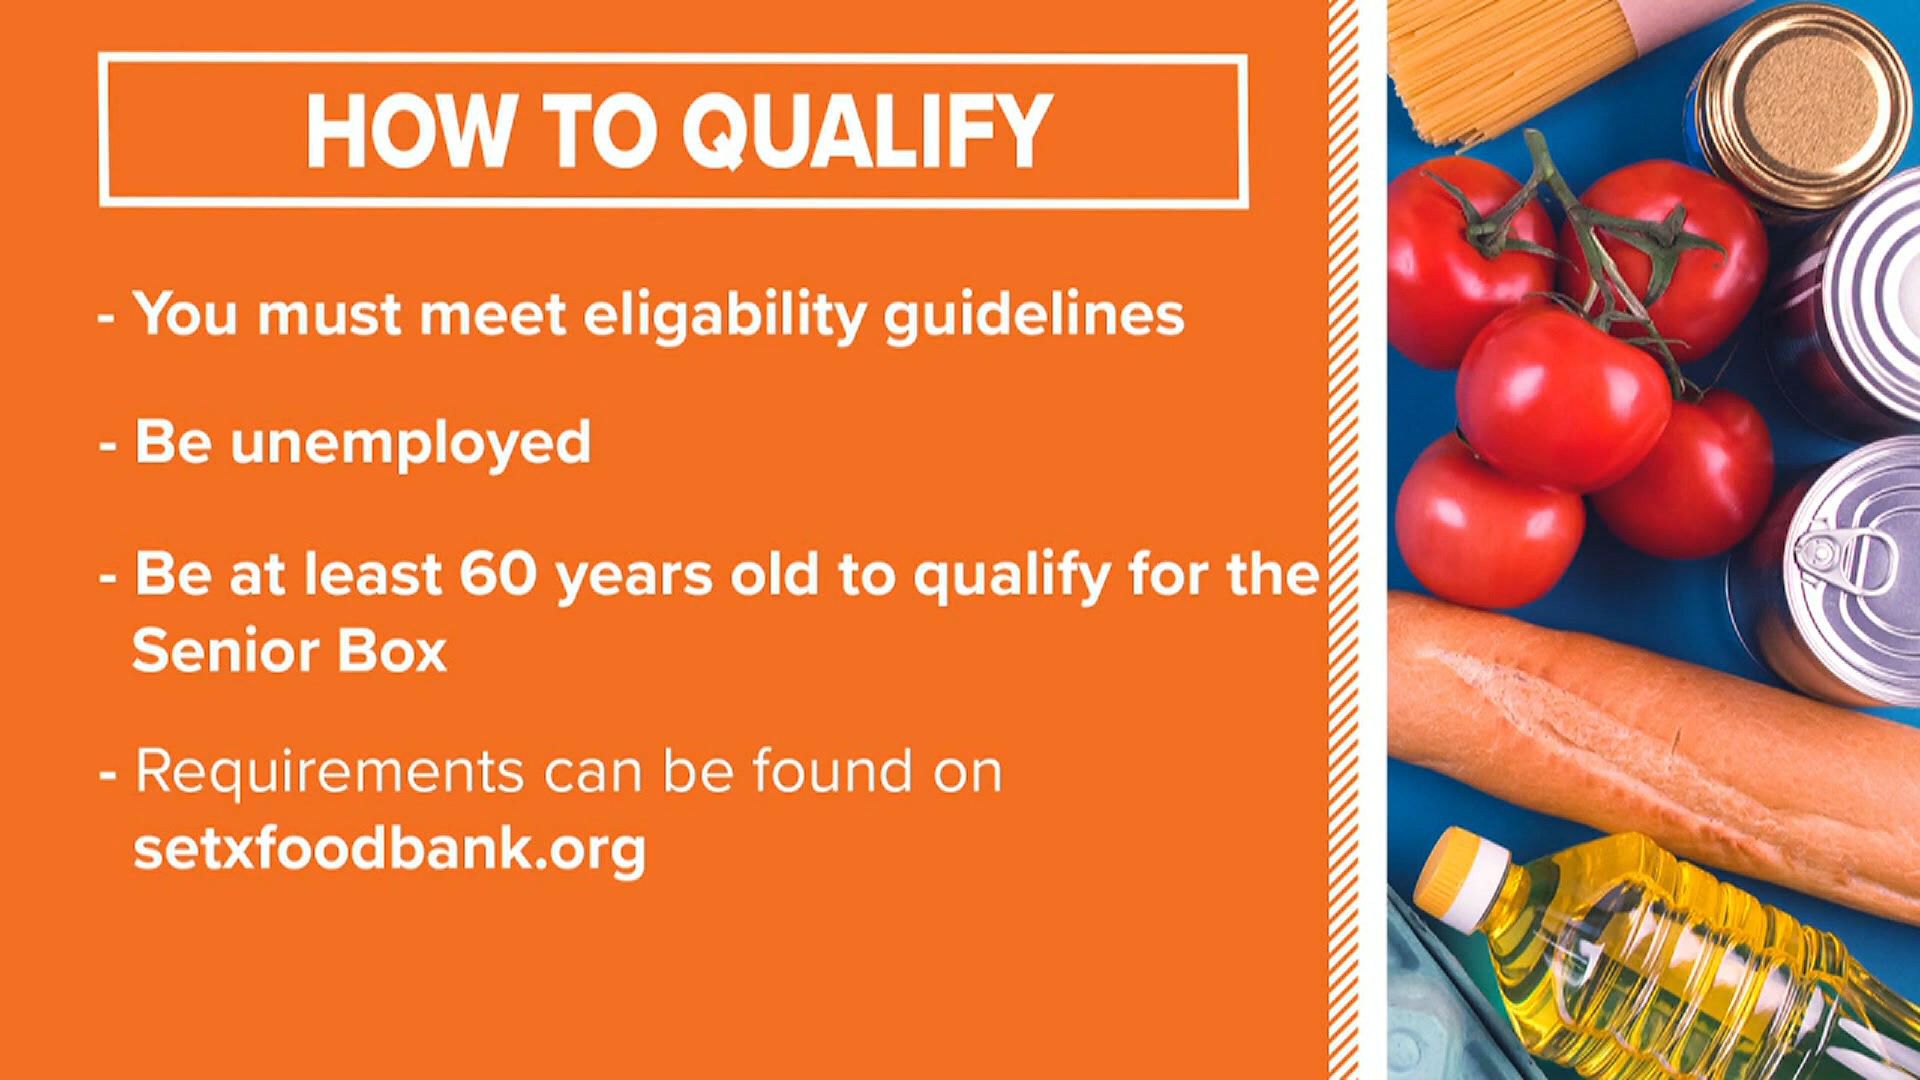 HOW TO QUALIFY
- You must meet eligability guidelines
- Be unemployed
- Be at least 60 years old to qualify for the
Senior Box
- Requirements can be found on
setxfoodbank.org